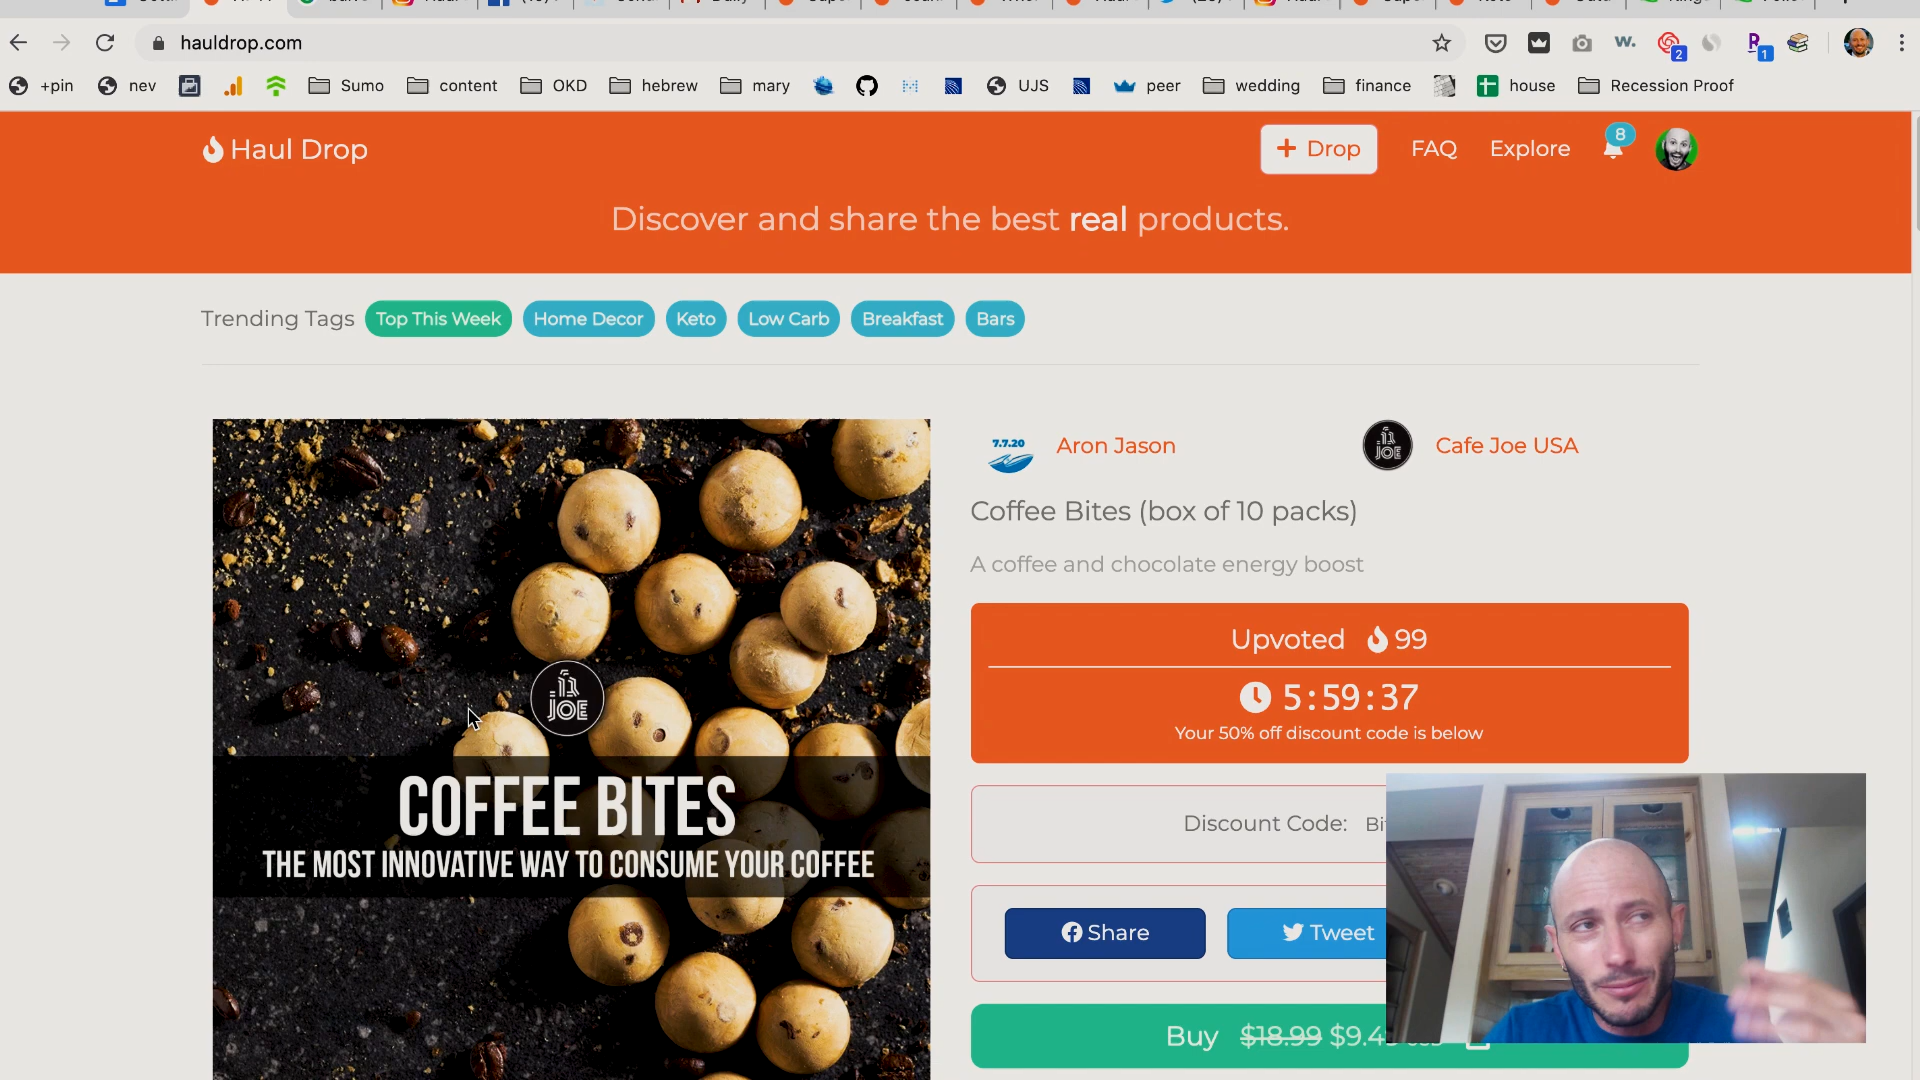 hauldrop.com
+pin
nev
Sumo
content
OKD
hebrew
mary
UJS
peer
wedding
finance
house
Recession Proof
2
1
Haul Drop
+ Drop
FAQ
Explore
8
Discover and share the best real products.
Trending Tags
Top This Week
Home Decor
Keto
Low Carb
Breakfast
Bars
7.7.20
Aron Jason
JOE
Cafe Joe USA
Coffee Bites (box of 10 packs)
A coffee and chocolate energy boost
Upvoted 99
5:59:37
Your 50% off discount code is below
JOE
COFFEE BITES
THE MOST INNOVATIVE WAY TO CONSUME YOUR COFFEE
Discount Code:
Share
Tweet
Buy $18.99